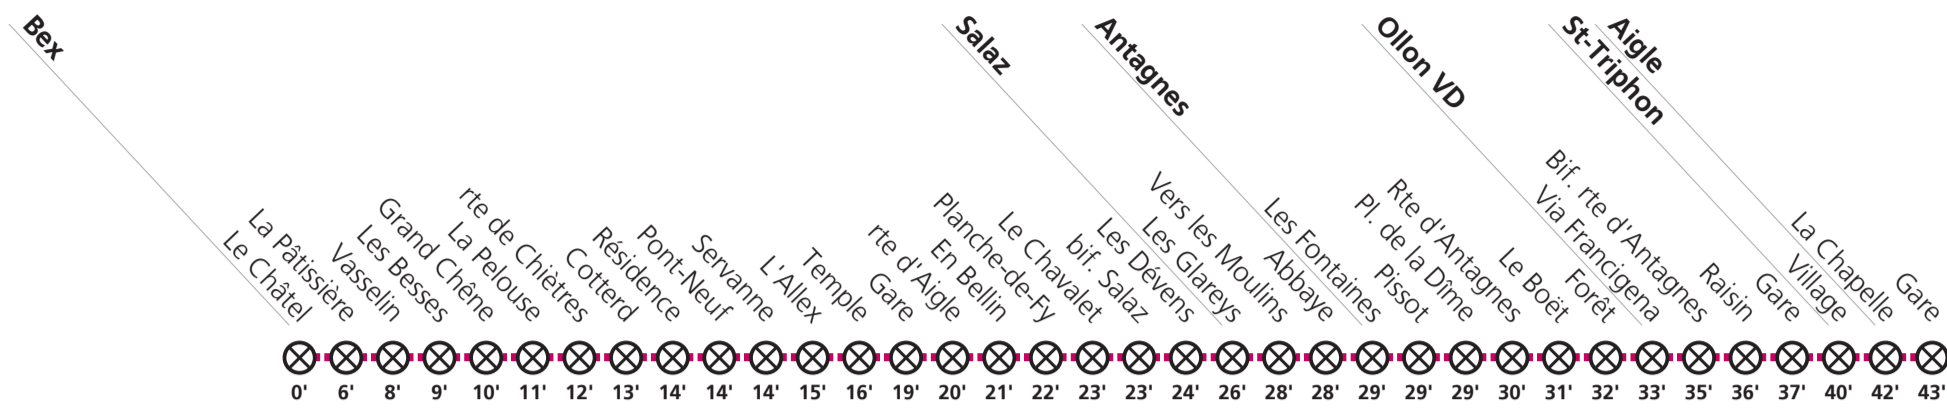 Bex
Salaz
Antagnes
Ollon VD
St-Triphon
Aigle
Le Châtel
La Pâtissière
Vasselin
Les Besses
Grand Chêne
La Pelouse
rte de Chiètres
Cotterd
Résidence
Pont-Neuf
Servanne
L'Allex
Temple
Gare
rte d'Aigle
En Bellin
Planche-de-Fy
Le Chavalet
bif. Salaz
Les Dévens
Les Glareys
Vers les Moulins
Abbaye
Les Fontaines
Pissot
Pl. de la Dîme
Rte d'Antagnes
Le Boët
Forêt
Via Francigena
Bif. rte d'Antagnes
Raisin
Gare
Village
La Chapelle
Gare
0' 6' 8' 9' 10' 11' 12' 13' 14' 14' 14' 15' 16' 19' 20' 21' 22' 23' 23' 24' 26' 28' 28' 29' 29' 29' 30' 31' 32' 33' 35' 36' 37' 40' 42' 43'